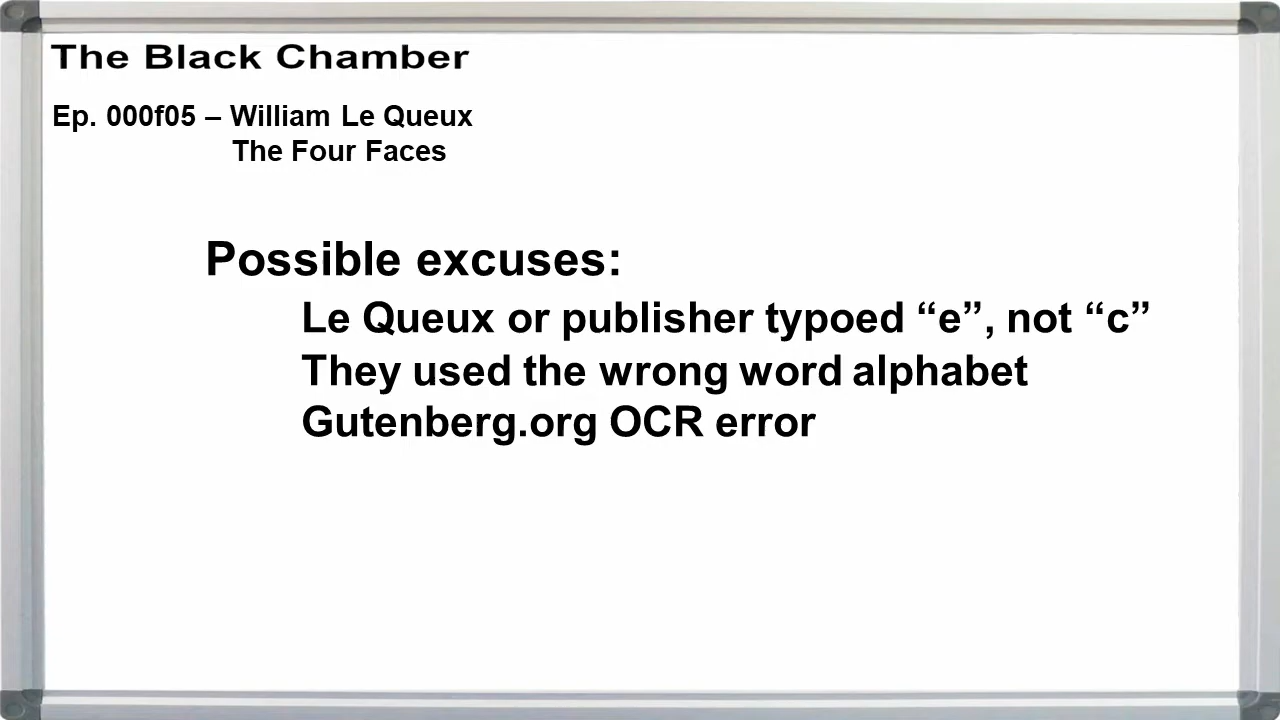 The Black Chamber
Ep. 000f05 – William Le Queux
The Four Faces
Possible excuses:
Le Queux or publisher typoed “e”, not “c”
They used the wrong word alphabet
Gutenberg.org OCR error